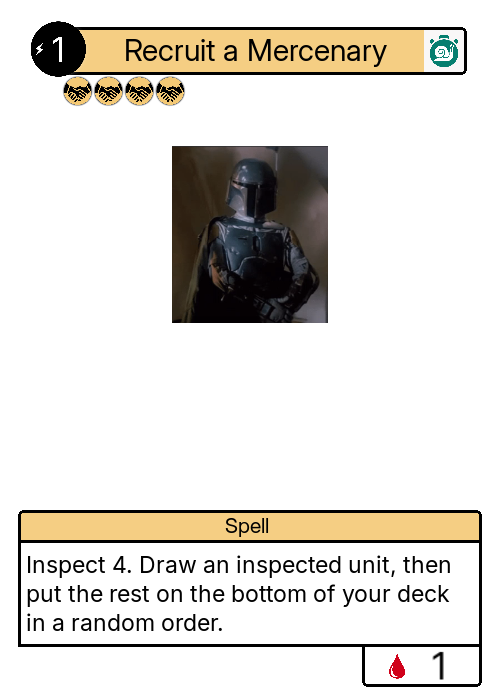 1 Recruit a Mercenary
Spell
Inspect 4. Draw an inspected unit, then
put the rest on the bottom of your deck
in a random order.
1